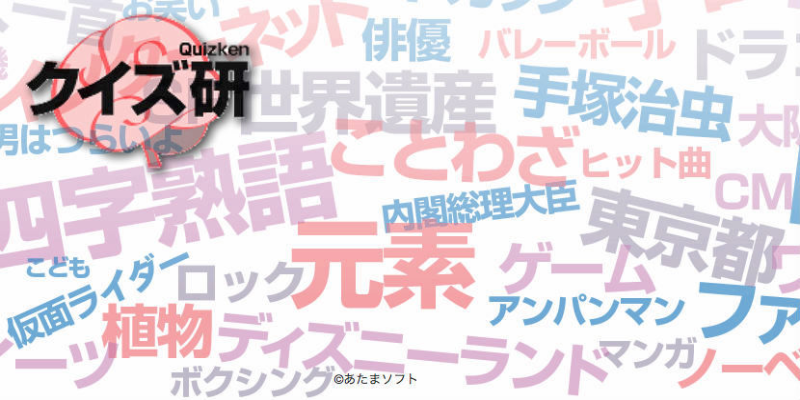 人一首
お笑い
ネット
俳優
バレーボール
ドラ
Quizken
クイズ研
世界遺産
手塚治虫
大阪
男はつらいよ
ことわざ
ヒット曲
四字熟語
CM
内閣総理大臣
東京都
元素
こども
仮面ライダー
ロック
ゲーム
アンパンマン
ファ
植物
ディズニーランド
マンガ
ノーベ
ーツ
ボクシング
©あたまソフト